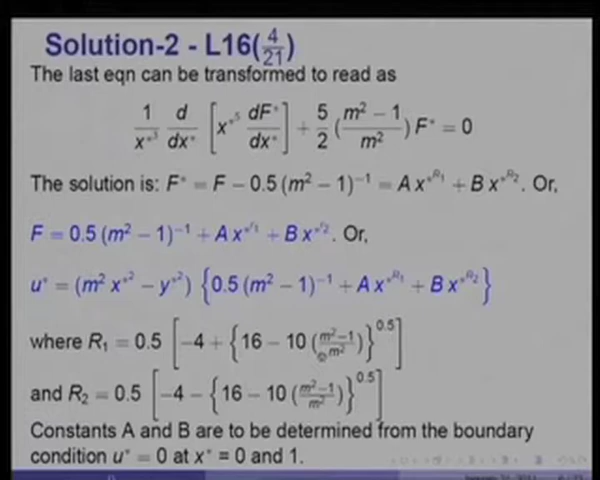 Solution-2 - L16(4/21)
The last eqn can be transformed to read as
1/x*³ d/dx* [x*⁵ dF*/dx*] + 5/2 (m² − 1/m²) F* = 0
The solution is: F* = F − 0.5 (m² − 1)⁻¹ = A x*^R₁ + B x*^R₂. Or,
F = 0.5 (m² − 1)⁻¹ + A x*^r₁ + B x*^r₂. Or,
u* = (m² x*² − y*²) {0.5 (m² − 1)⁻¹ + A x*^R₁ + B x*^R₂}
where R₁ = 0.5 [−4 + {16 − 10 (m²−1/m²)}^0.5]
and R₂ = 0.5 [−4 − {16 − 10 (m²−1/m²)}^0.5]
Constants A and B are to be determined from the boundary
condition u* = 0 at x* = 0 and 1.